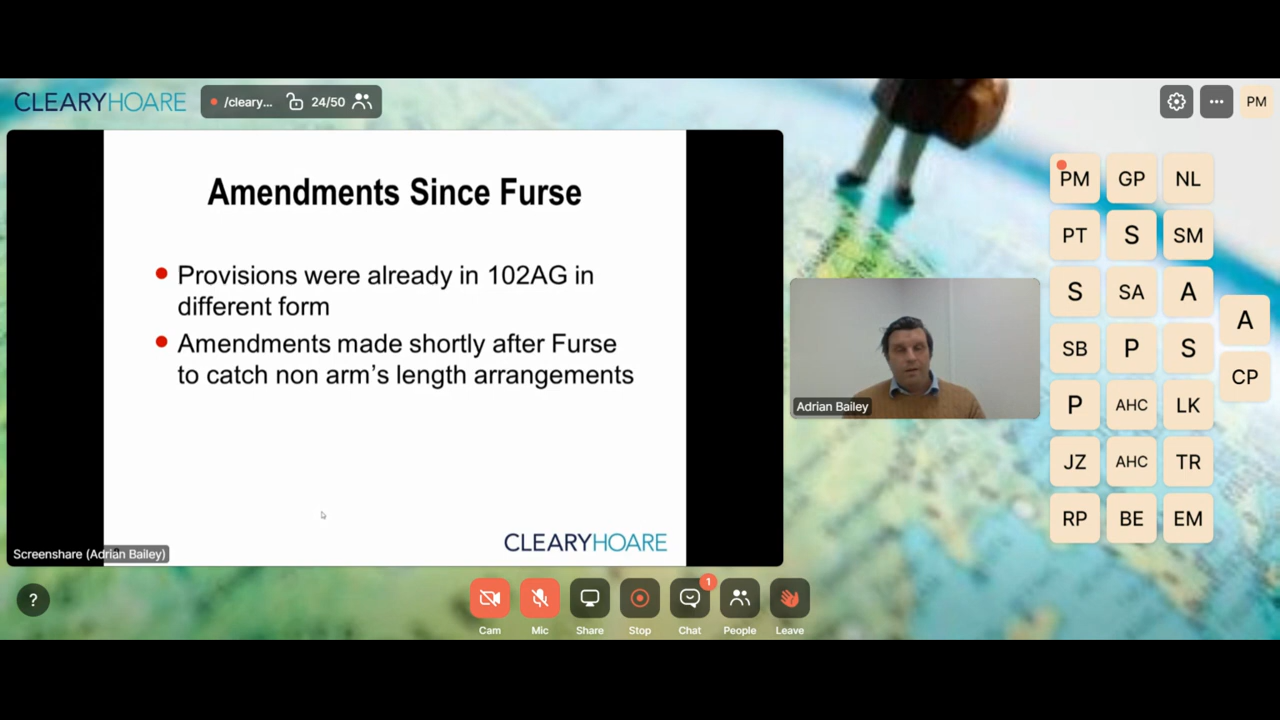 CLEARYHOARE
/cleary...
24/50
PM
Amendments Since Furse
Provisions were already in 102AG in
different form
Amendments made shortly after Furse
to catch non arm's length arrangements
CLEARYHOARE
Screenshare (Adrian Bailey)
Adrian Bailey
PM GP NL
PT S SM
S SA A
A
SB P S
CP
P AHC LK
JZ AHC TR
RP BE EM
?
1
Cam Mic Share Stop Chat People Leave